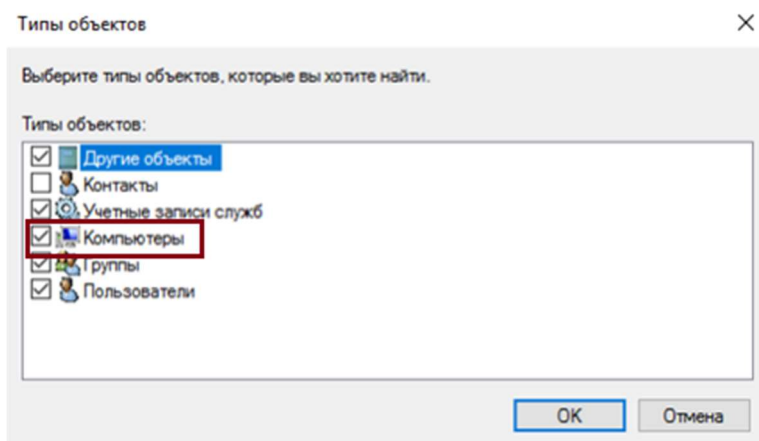 Типы объектов
Выберите типы объектов, которые вы хотите найти.
Типы объектов:
Другие объекты
Контакты
Учетные записи служб
Компьютеры
Группы
Пользователи
OK
Отмена